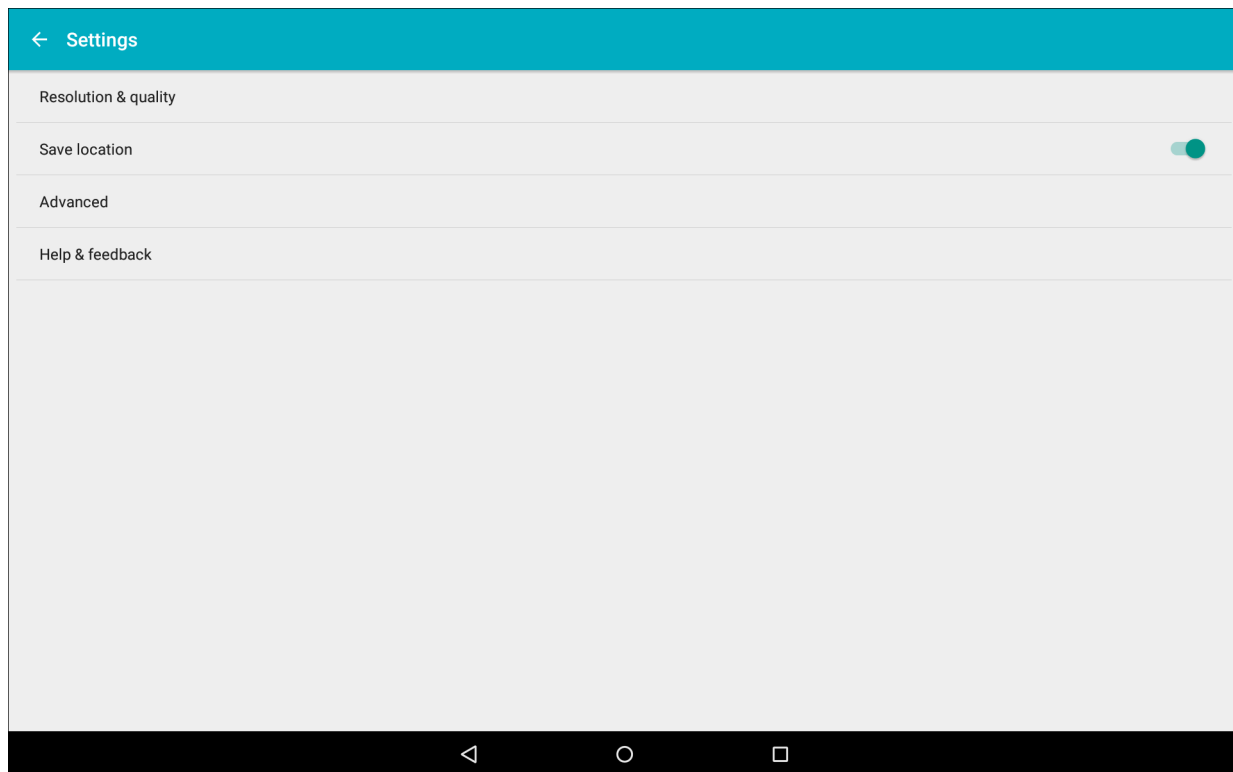 Settings
Resolution & quality
Save location
Advanced
Help & feedback